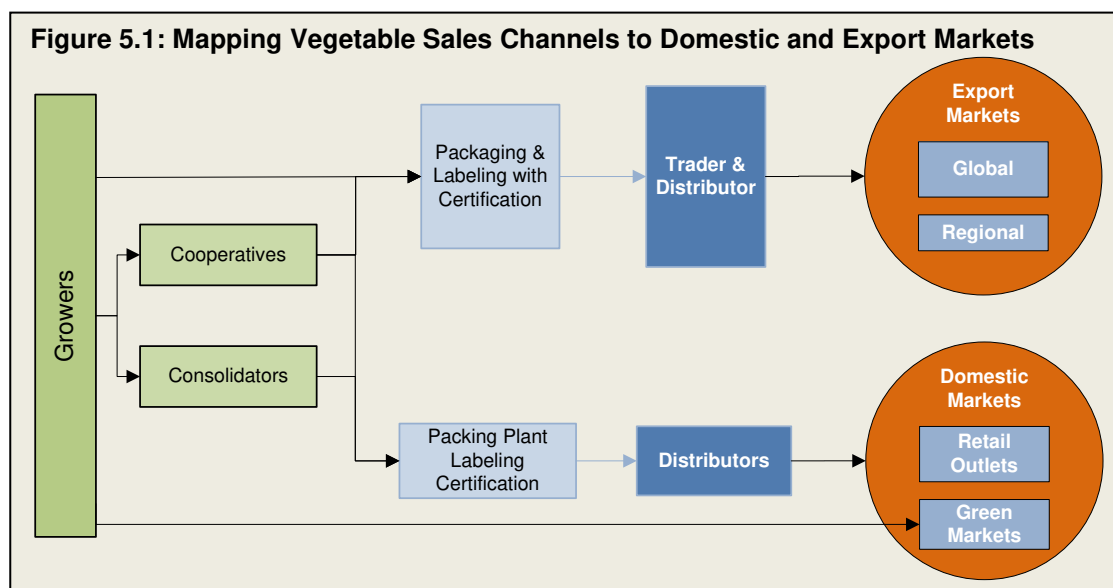 Figure 5.1: Mapping Vegetable Sales Channels to Domestic and Export Markets
Growers
Cooperatives
Consolidators
Packaging &
Labeling with
Certification
Trader &
Distributor
Export
Markets
Global
Regional
Packing Plant
Labeling
Certification
Distributors
Domestic
Markets
Retail
Outlets
Green
Markets